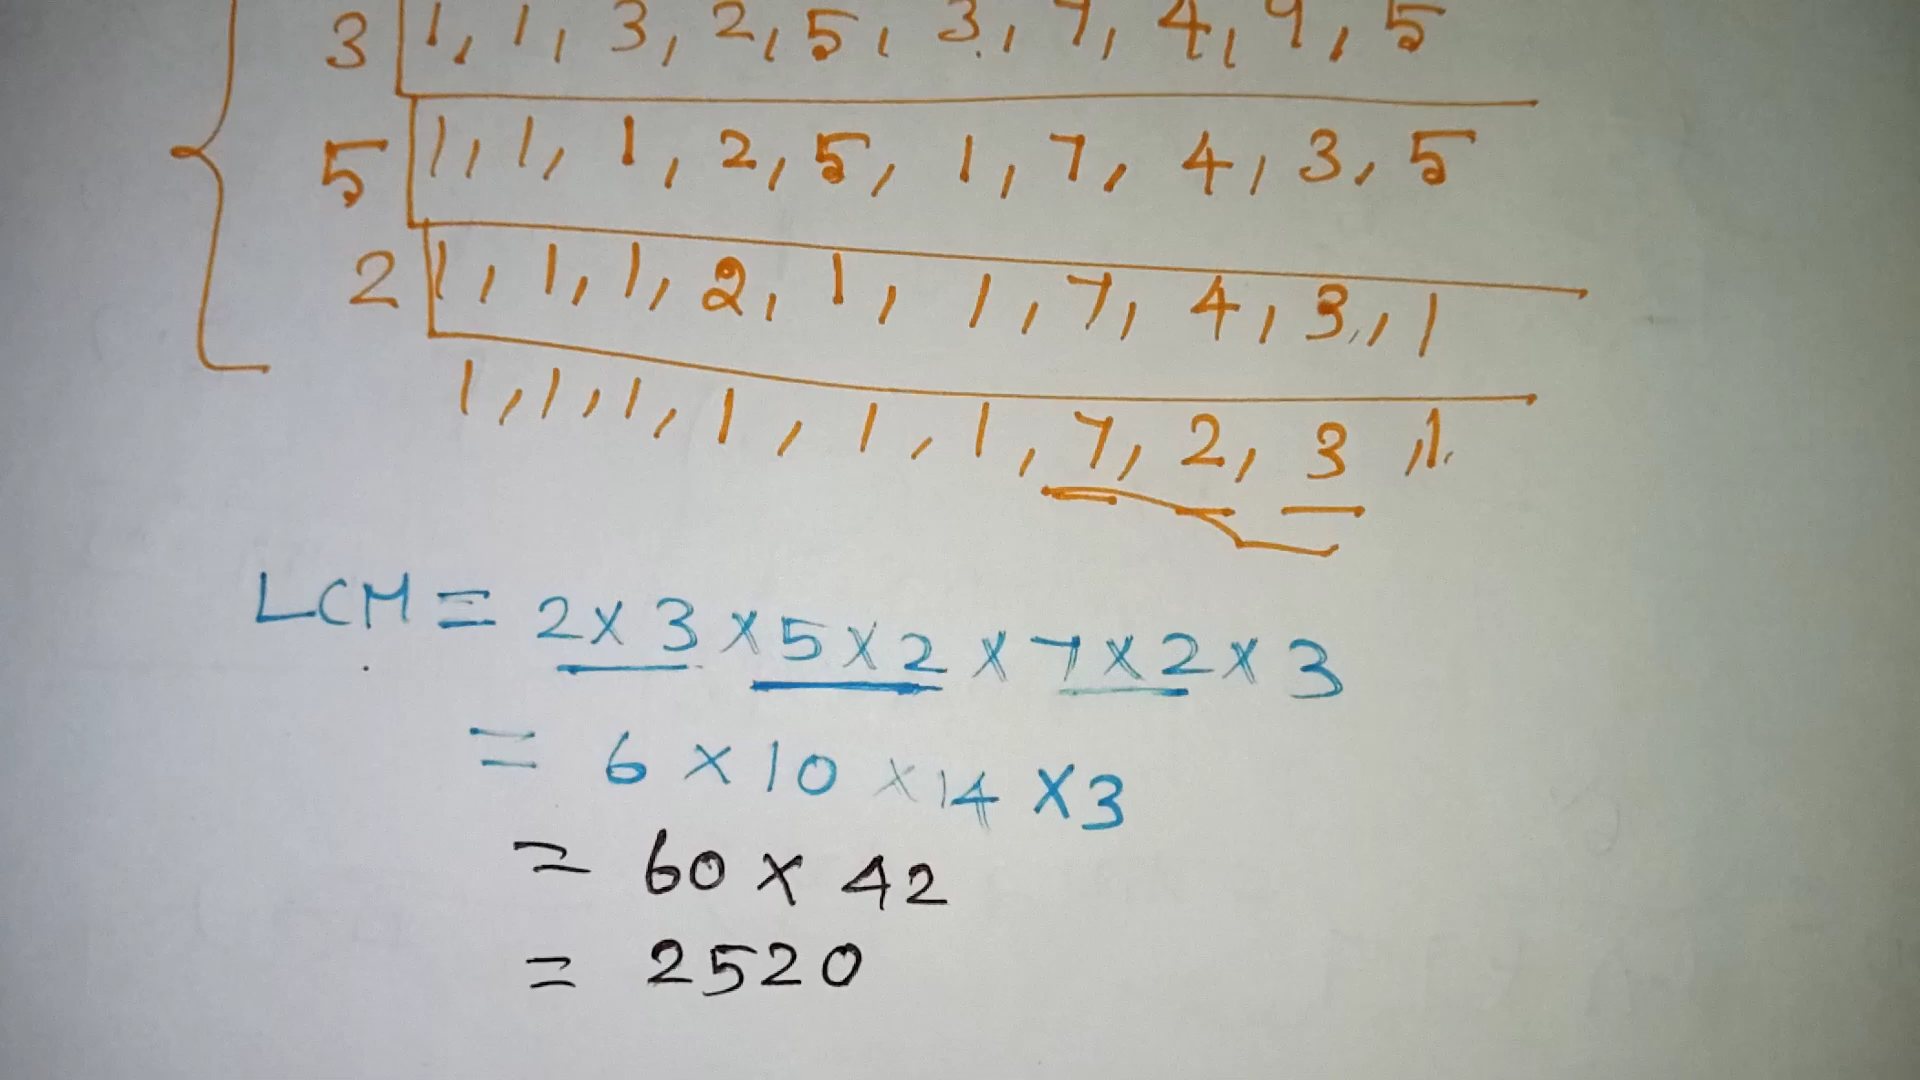 3 | 1, 1, 3, 2, 5, 3, 7, 4, 9, 5
5 | 1, 1, 1, 2, 5, 1, 7, 4, 3, 5
2 | 1, 1, 1, 2, 1, 1, 7, 4, 3, 1
1, 1, 1, 1, 1, 1, 7, 2, 3, 1.
LCM = 2 x 3 x 5 x 2 x 7 x 2 x 3
= 6 x 10 x 14 x 3
= 60 x 42
= 2520